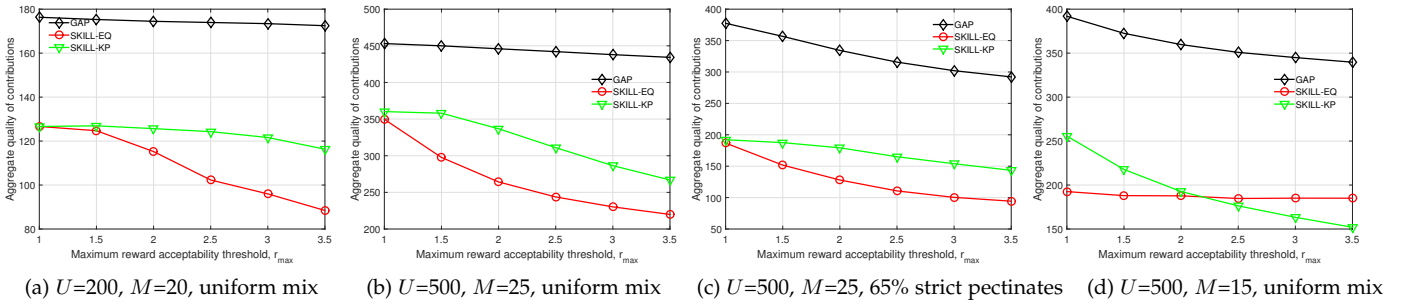 Aggregate quality of contributions
180
160
140
120
100
80
GAP
SKILL-EQ
SKILL-KP
1 1.5 2 2.5 3 3.5
Maximum reward acceptability threshold, r_max
(a) U=200, M=20, uniform mix
Aggregate quality of contributions
500
450
400
350
300
250
200
GAP
SKILL-EQ
SKILL-KP
1 1.5 2 2.5 3 3.5
Maximum reward acceptability threshold, r_max
(b) U=500, M=25, uniform mix
Aggregate quality of contributions
400
350
300
250
200
150
100
50
GAP
SKILL-EQ
SKILL-KP
1 1.5 2 2.5 3 3.5
Maximum reward acceptability threshold, r_max
(c) U=500, M=25, 65% strict pectinates
Aggregate quality of contributions
400
350
300
250
200
150
GAP
SKILL-EQ
SKILL-KP
1 1.5 2 2.5 3 3.5
Maximum reward acceptability threshold, r_max
(d) U=500, M=15, uniform mix